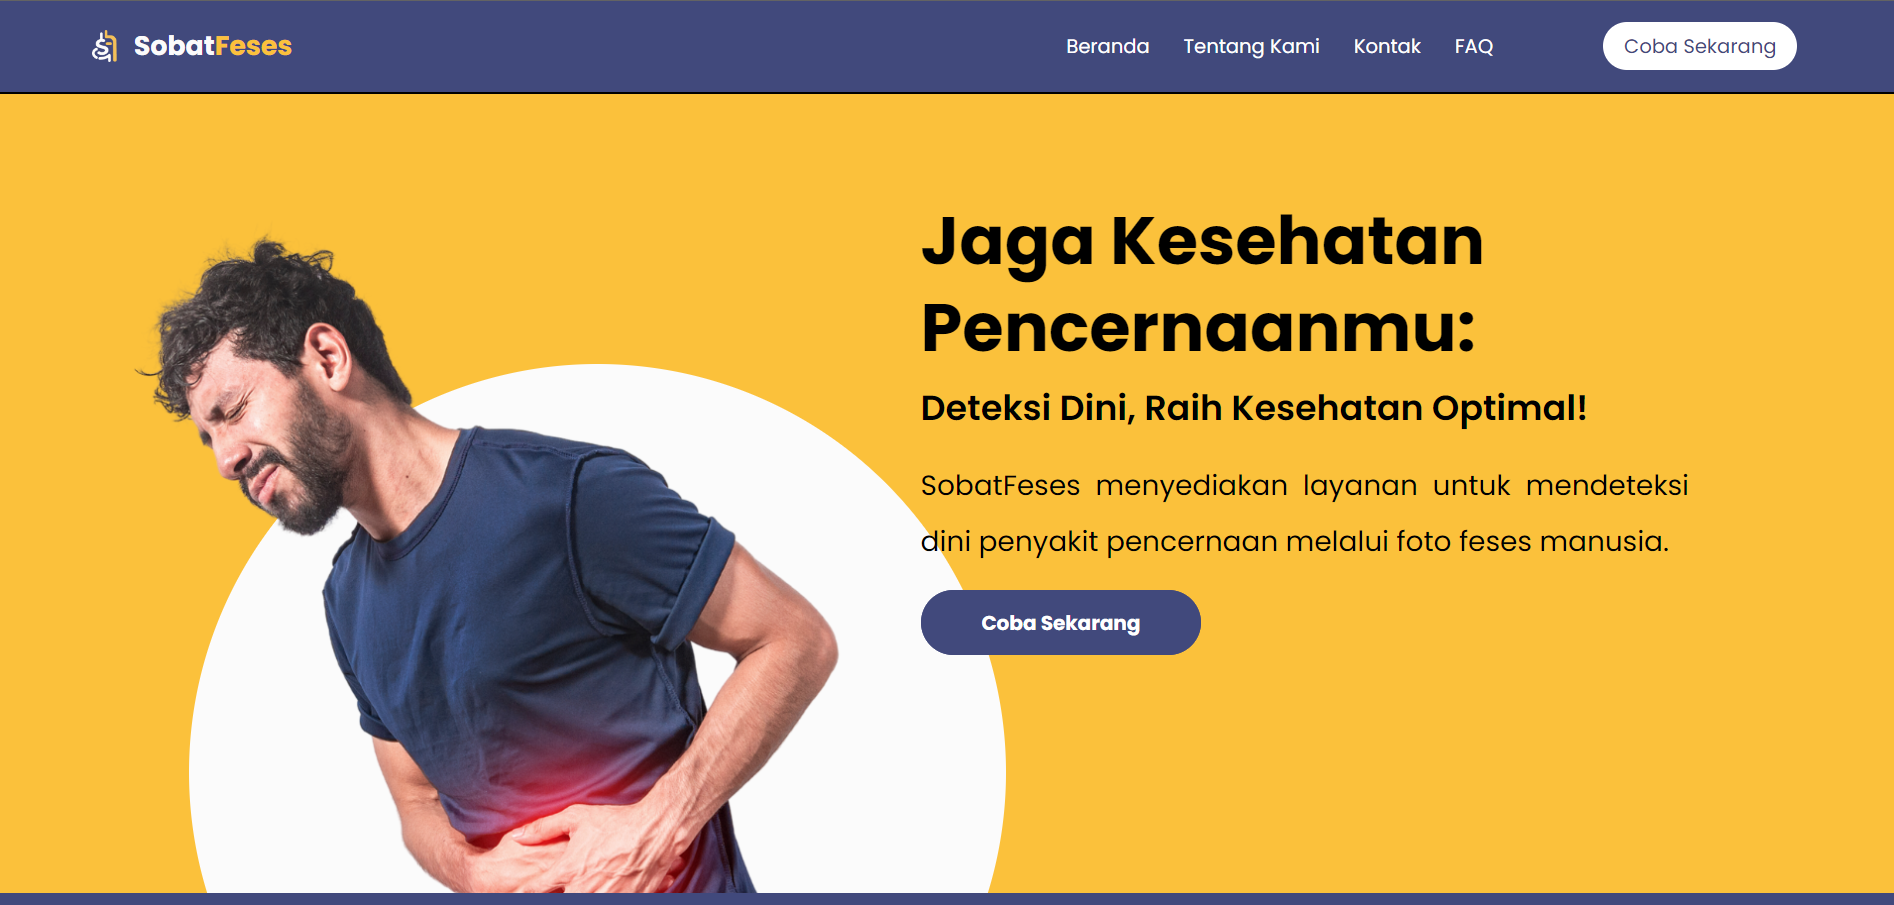 SobatFeses
Beranda
Tentang Kami
Kontak
FAQ
Coba Sekarang
Jaga Kesehatan
Pencernaanmu:
Deteksi Dini, Raih Kesehatan Optimal!
SobatFeses menyediakan layanan untuk mendeteksi
dini penyakit pencernaan melalui foto feses manusia.
Coba Sekarang